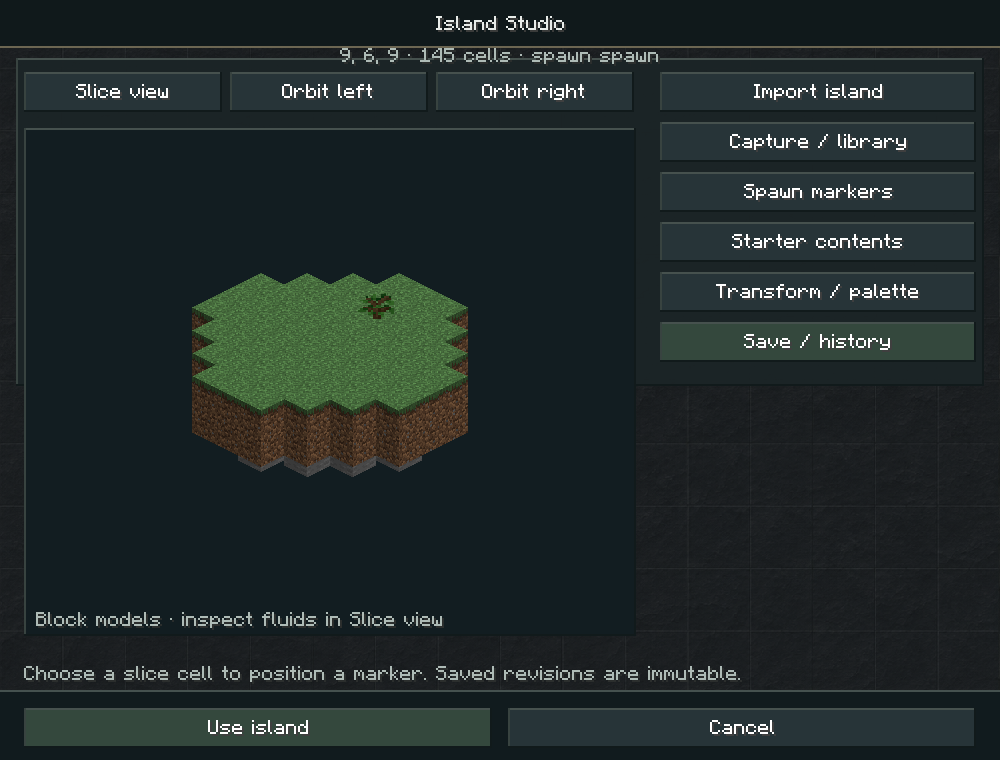 Island Studio
9, 6, 9 · 145 cells · spawn spawn
Slice view
Orbit left
Orbit right
Import island
Capture / library
Spawn markers
Starter contents
Transform / palette
Save / history
Block models · inspect fluids in Slice view
Choose a slice cell to position a marker. Saved revisions are immutable.
Use island
Cancel